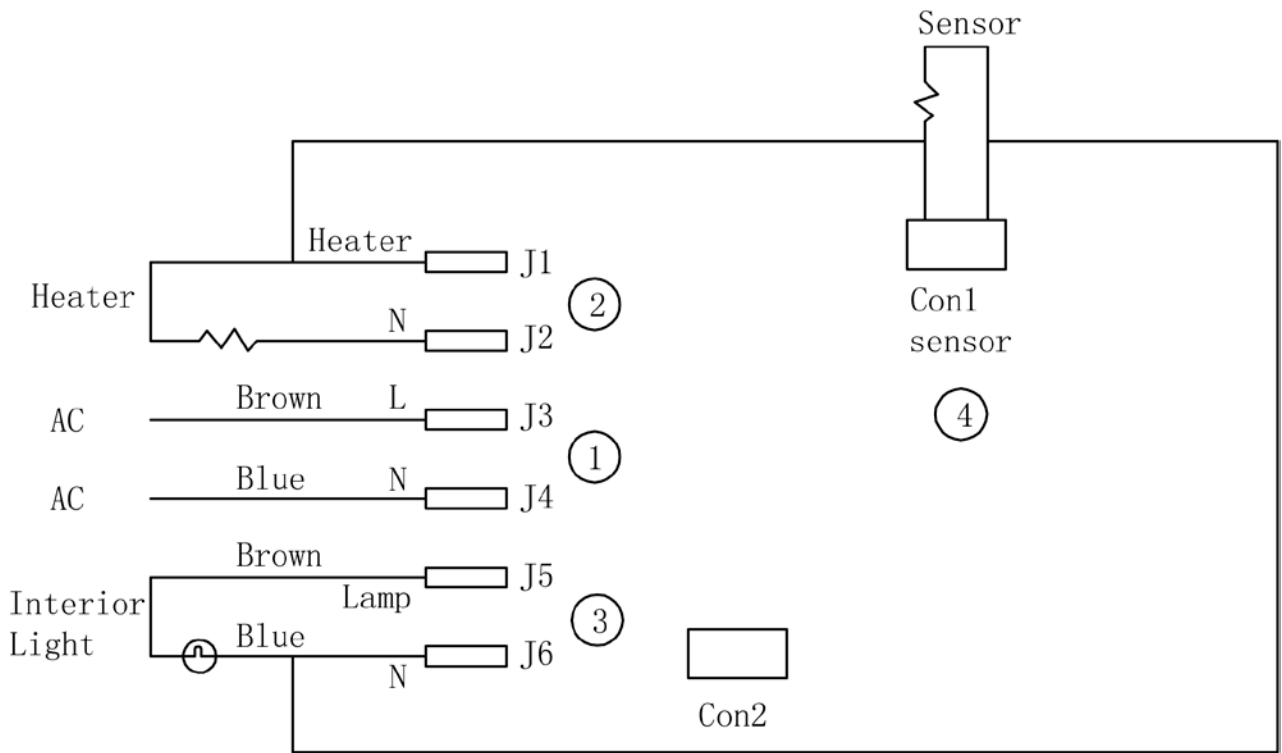 Sensor
Heater
J1
Heater
2
N
J2
Con1
sensor
Brown
L
J3
AC
4
1
Blue
N
J4
AC
Brown
J5
Lamp
Interior
Light
3
Blue
J6
N
Con2